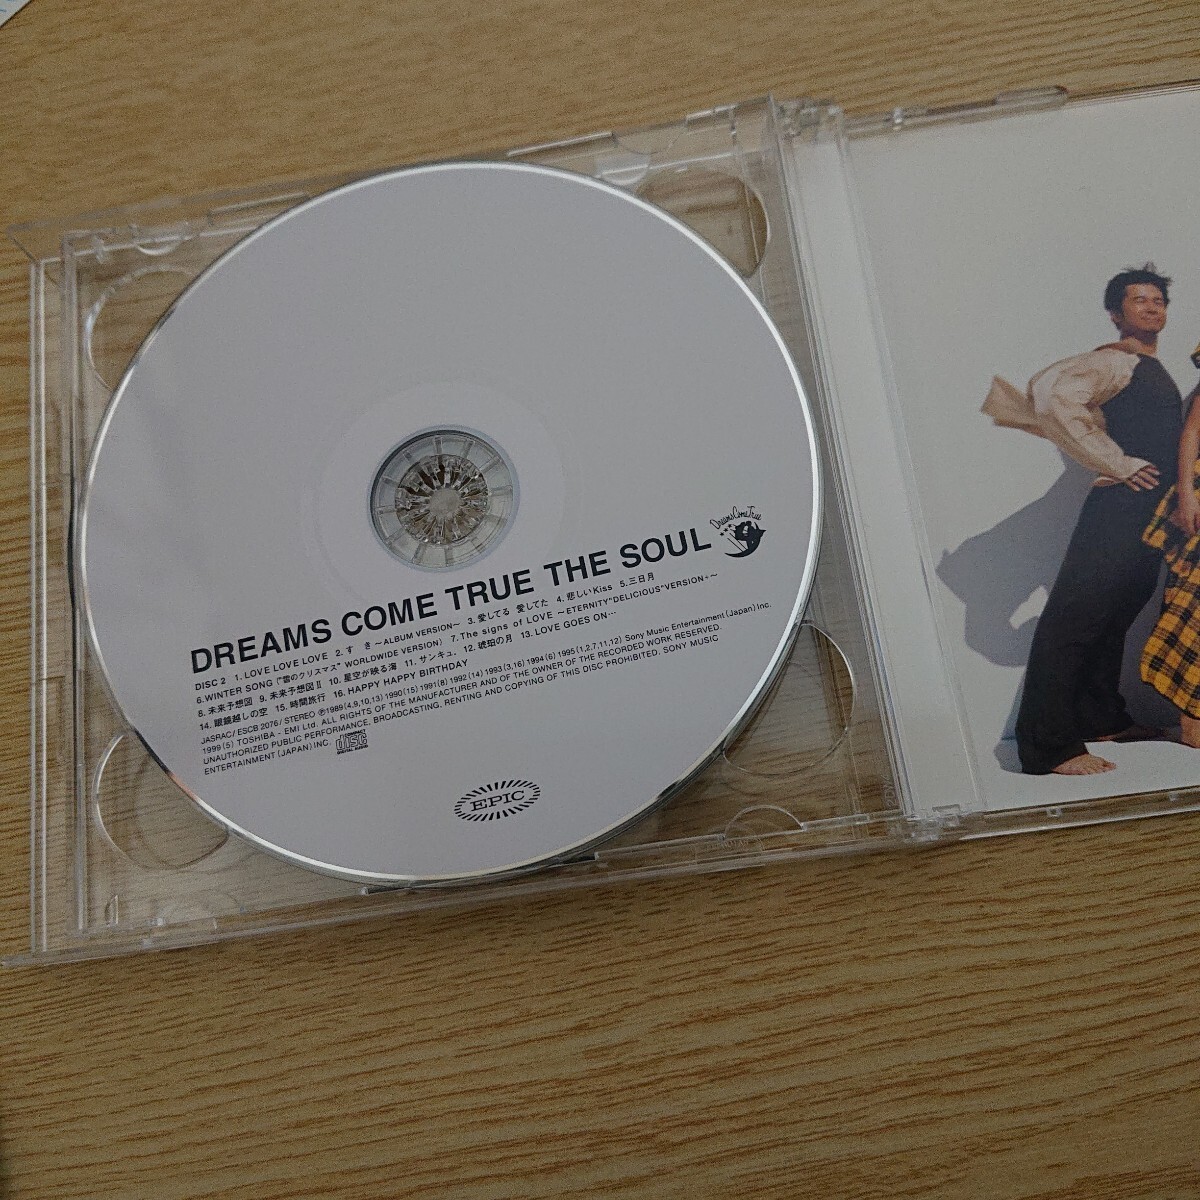 DreamsComeTrue
DREAMS COME TRUE THE SOUL
DISC 2 1. LOVE LOVE LOVE 2. す き ～ALBUM VERSION～ 3. 愛してる 愛してた 4. 悲しいKiss 5. 三日月
6. WINTER SONG ("雪のクリスマス" WORLDWIDE VERSION) 7. The signs of LOVE ～ETERNITY"DELICIOUS"VERSION+～
8. 未来予想図 9. 未来予想図Ⅱ 10. 星空が映る海 11. サンキュ. 12. 琥珀の月 13. LOVE GOES ON…
14. 眼鏡越しの空 15. 時間旅行 16. HAPPY HAPPY BIRTHDAY
JASRAC/ESCB 2076/STEREO ℗1989(4,9,10,13) 1990(15) 1991(8) 1992(14) 1993(3,16) 1994(6) 1995(1,2,7,11,12) Sony Music Entertainment (Japan) Inc.
1999(5) TOSHIBA - EMI Ltd. ALL RIGHTS OF THE MANUFACTURER AND OF THE OWNER OF THE RECORDED WORK RESERVED.
UNAUTHORIZED PUBLIC PERFORMANCE, BROADCASTING, RENTING AND COPYING OF THIS DISC PROHIBITED. SONY MUSIC
ENTERTAINMENT (JAPAN) INC.
COMPACT
disc
DIGITAL AUDIO
EPIC